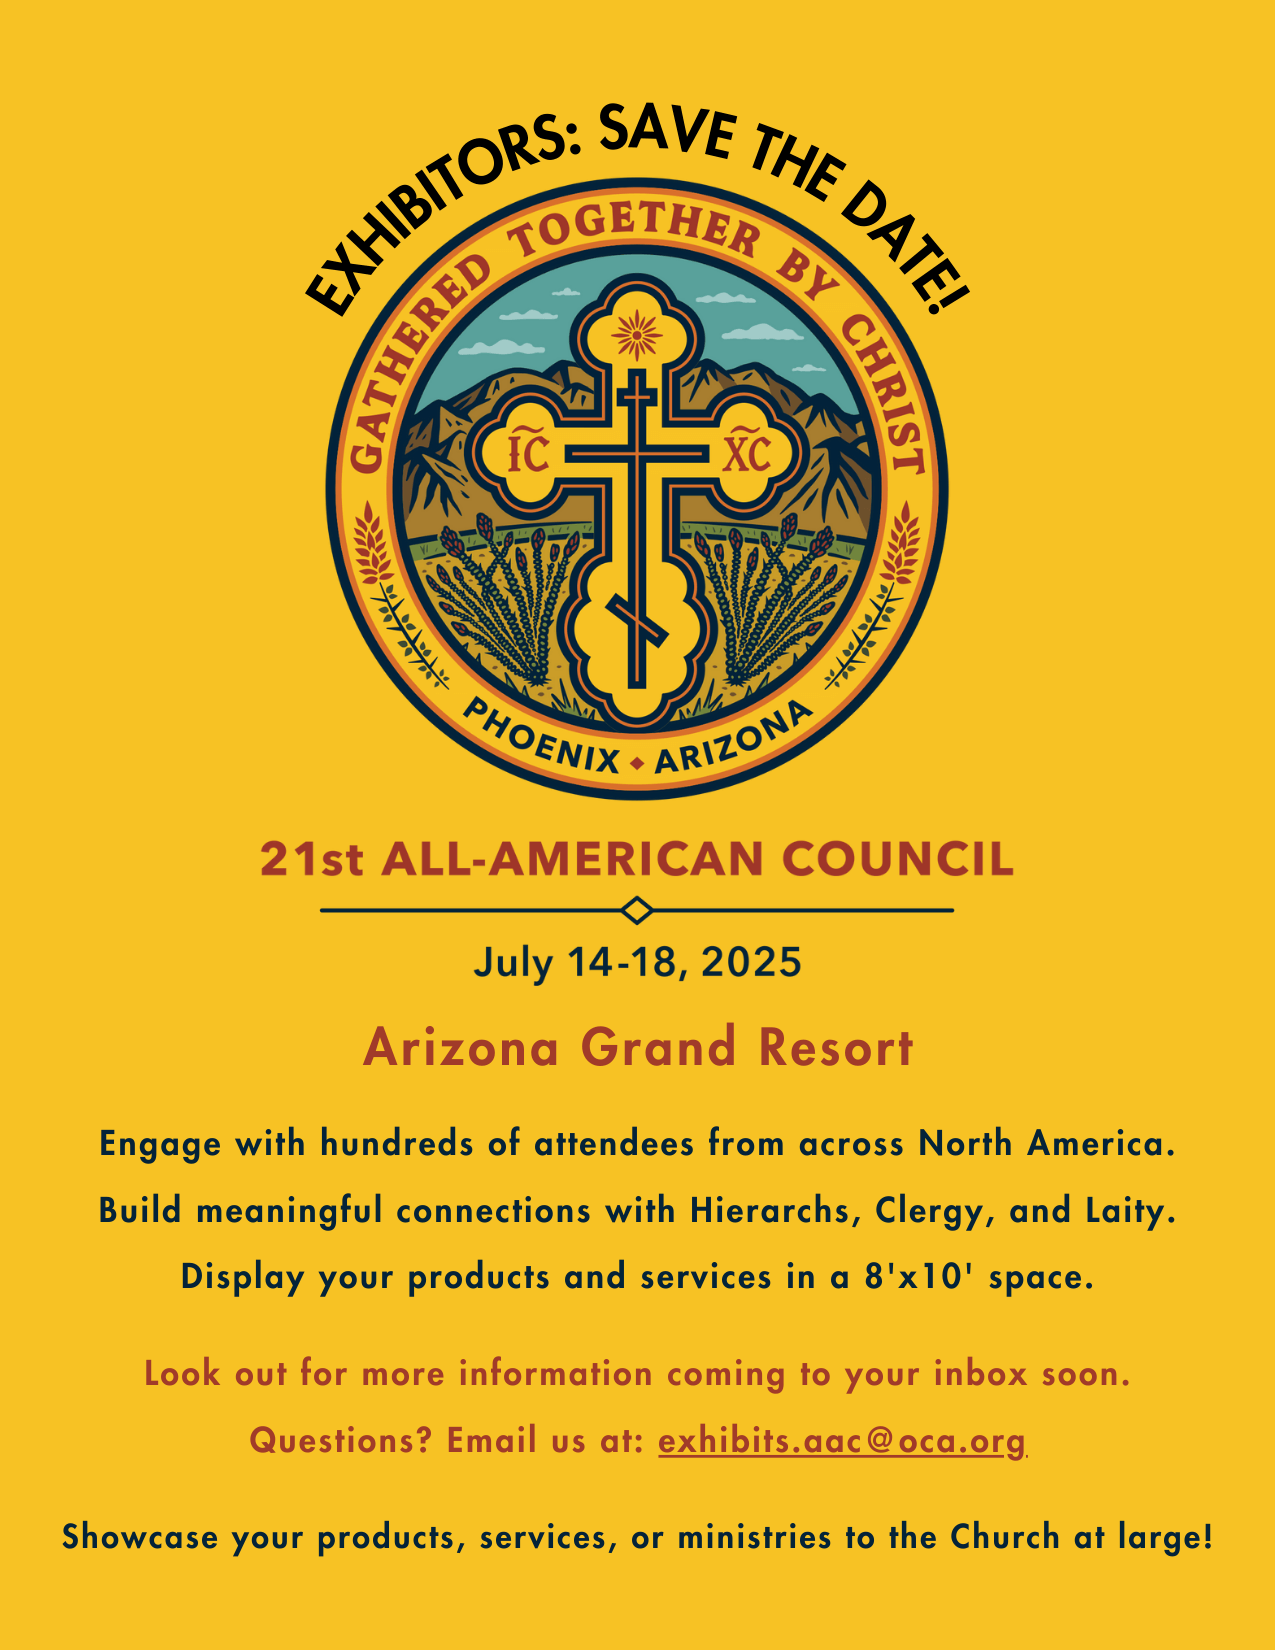 EXHIBITORS: SAVE THE DATE!
GATHERED TOGETHER BY CHRIST
IC XC
PHOENIX ♦ ARIZONA
21st ALL-AMERICAN COUNCIL
July 14-18, 2025
Arizona Grand Resort
Engage with hundreds of attendees from across North America.
Build meaningful connections with Hierarchs, Clergy, and Laity.
Display your products and services in a 8'x10' space.
Look out for more information coming to your inbox soon.
Questions? Email us at: exhibits.aac@oca.org
Showcase your products, services, or ministries to the Church at large!